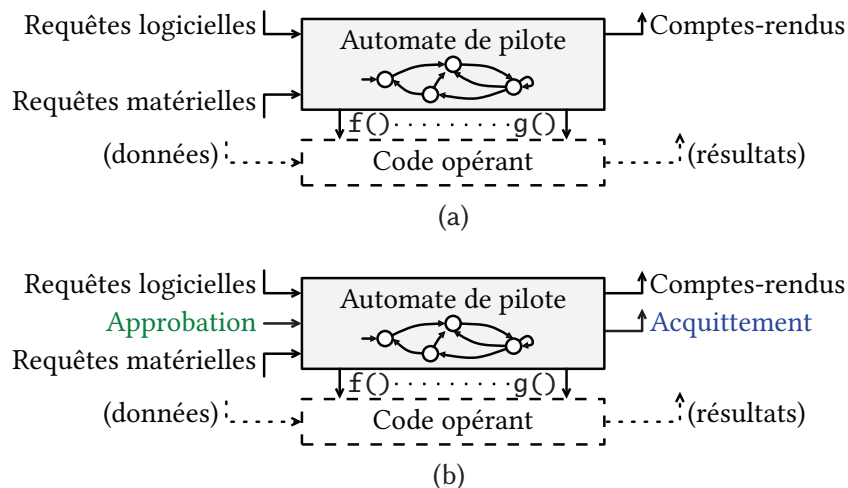 Requêtes logicielles
Automate de pilote
Comptes-rendus
Requêtes matérielles
f()·········g()
(données)
Code opérant
(résultats)
(a)
Requêtes logicielles
Automate de pilote
Comptes-rendus
Approbation
Acquittement
Requêtes matérielles
f()·········g()
(données)
Code opérant
(résultats)
(b)